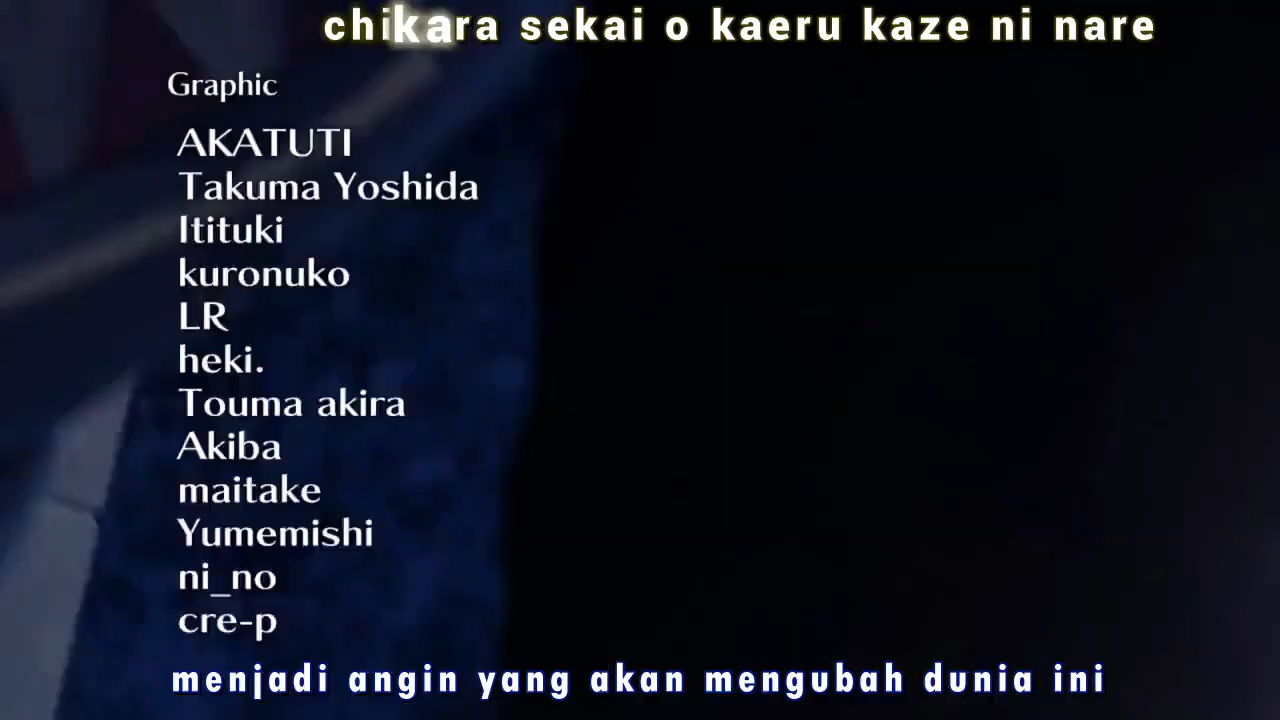 chikara sekai o kaeru kaze ni nare
Graphic
AKATUTI
Takuma Yoshida
Itituki
kuronuko
LR
heki.
Touma akira
Akiba
maitake
Yumemishi
ni_no
cre-p
menjadi angin yang akan mengubah dunia ini